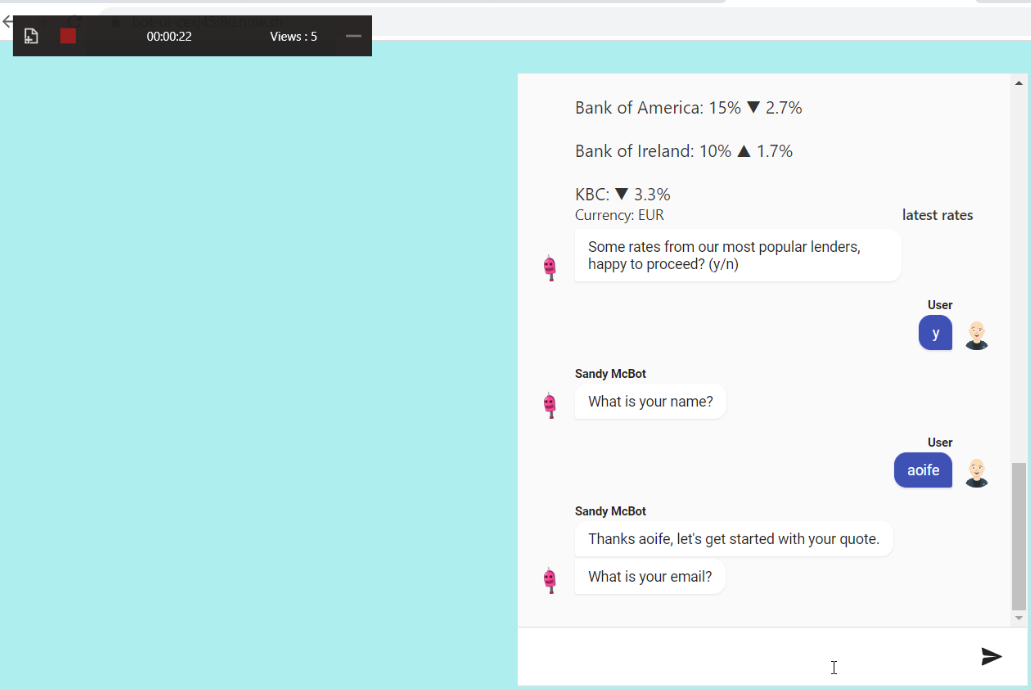 00:00:22 Views : 5
Bank of America: 15% ▼ 2.7%
Bank of Ireland: 10% ▲ 1.7%
KBC: ▼ 3.3%
Currency: EUR latest rates
Some rates from our most popular lenders,
happy to proceed? (y/n)
User
y
Sandy McBot
What is your name?
User
aoife
Sandy McBot
Thanks aoife, let's get started with your quote.
What is your email?